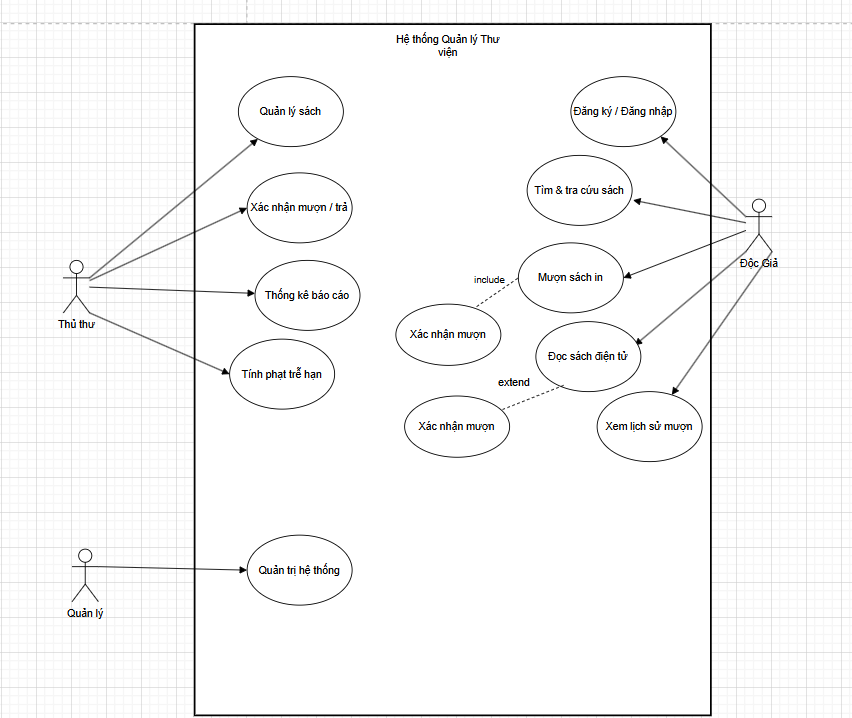 Hệ thống Quản lý Thư
viện
Quản lý sách
Đăng ký / Đăng nhập
Tìm & tra cứu sách
Xác nhận mượn / trả
Độc Giả
Mượn sách in
include
Thống kê báo cáo
Thủ thư
Xác nhận mượn
Đọc sách điện tử
Tính phạt trễ hạn
extend
Xác nhận mượn
Xem lịch sử mượn
Quản trị hệ thống
Quản lý